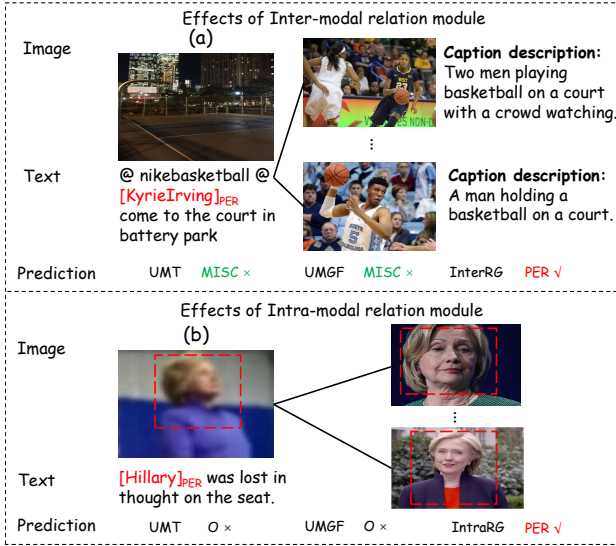 Effects of Inter-modal relation module
Image
(a)
Caption description:
Two men playing
basketball on a court
with a crowd watching.
23
...
Text
@ nikebasketball @
[KyrieIrving]PER
come to the court in
battery park
Caption description:
A man holding a
basketball on a court.
5
Prediction UMT MISC × UMGF MISC × InterRG PER √
Effects of Intra-modal relation module
Image
(b)
...
Text
[Hillary]PER was lost in
thought on the seat.
Prediction UMT O × UMGF O × IntraRG PER √